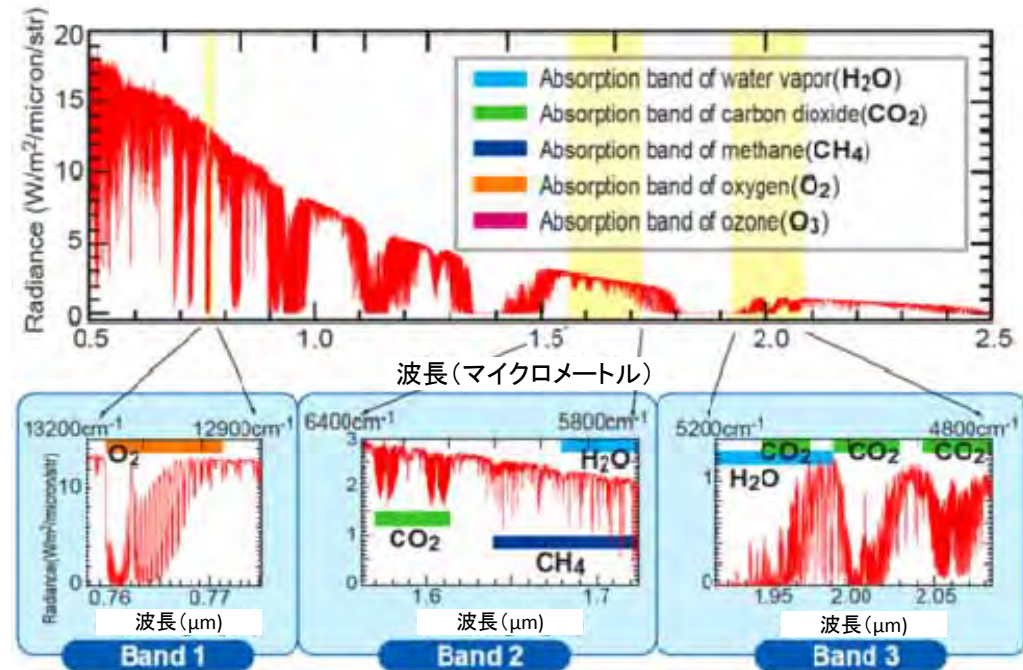 20
15
10
5
0
Radiance (W/m²/micron/str)
Absorption band of water vapor(H₂O)
Absorption band of carbon dioxide(CO₂)
Absorption band of methane(CH₄)
Absorption band of oxygen(O₂)
Absorption band of ozone(O₃)
0.5 1.0 1.5 2.0 2.5
波長(マイクロメートル)
13200cm⁻¹ 12900cm⁻¹
O₂
10
0
Radiance(W/m²/micron/str)
0.76 0.77
波長(μm)
Band 1
6400cm⁻¹ 5800cm⁻¹
3
2
1
0
H₂O
CO₂
CH₄
1.6 1.7
波長(μm)
Band 2
5200cm⁻¹ 4800cm⁻¹
CO₂ CO₂ CO₂
H₂O
1
0
1.95 2.00 2.05
波長(μm)
Band 3